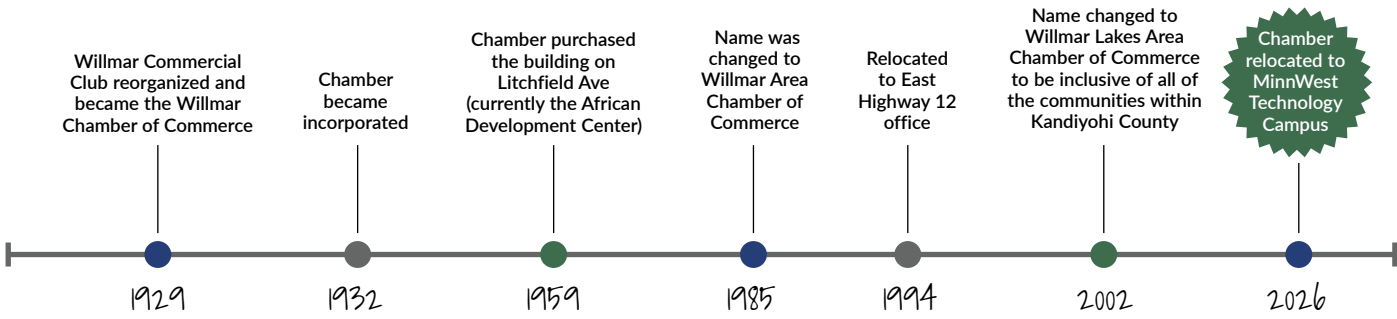 Willmar Commercial
Club reorganized and
became the Willmar
Chamber of Commerce
Chamber
became
incorporated
Chamber purchased
the building on
Litchfield Ave
(currently the African
Development Center)
Name was
changed to
Willmar Area
Chamber of
Commerce
Relocated
to East
Highway 12
office
Name changed to
Willmar Lakes Area
Chamber of Commerce
to be inclusive of all of
the communities within
Kandiyohi County
Chamber
relocated to
MinnWest
Technology
Campus
1929
1932
1959
1985
1994
2002
2026